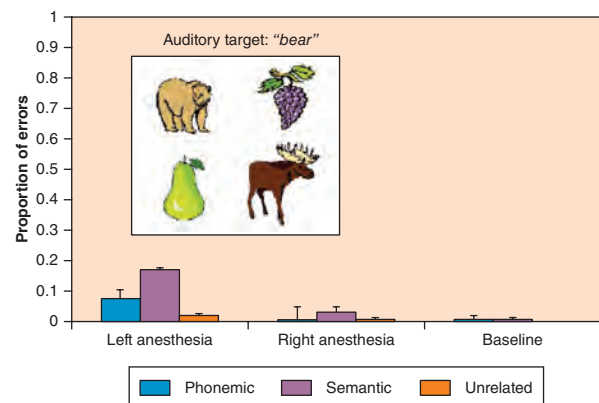 Auditory target: "bear"
Proportion of errors
1
0.9
0.8
0.7
0.6
0.5
0.4
0.3
0.2
0.1
0
Left anesthesia Right anesthesia Baseline
Phonemic Semantic Unrelated